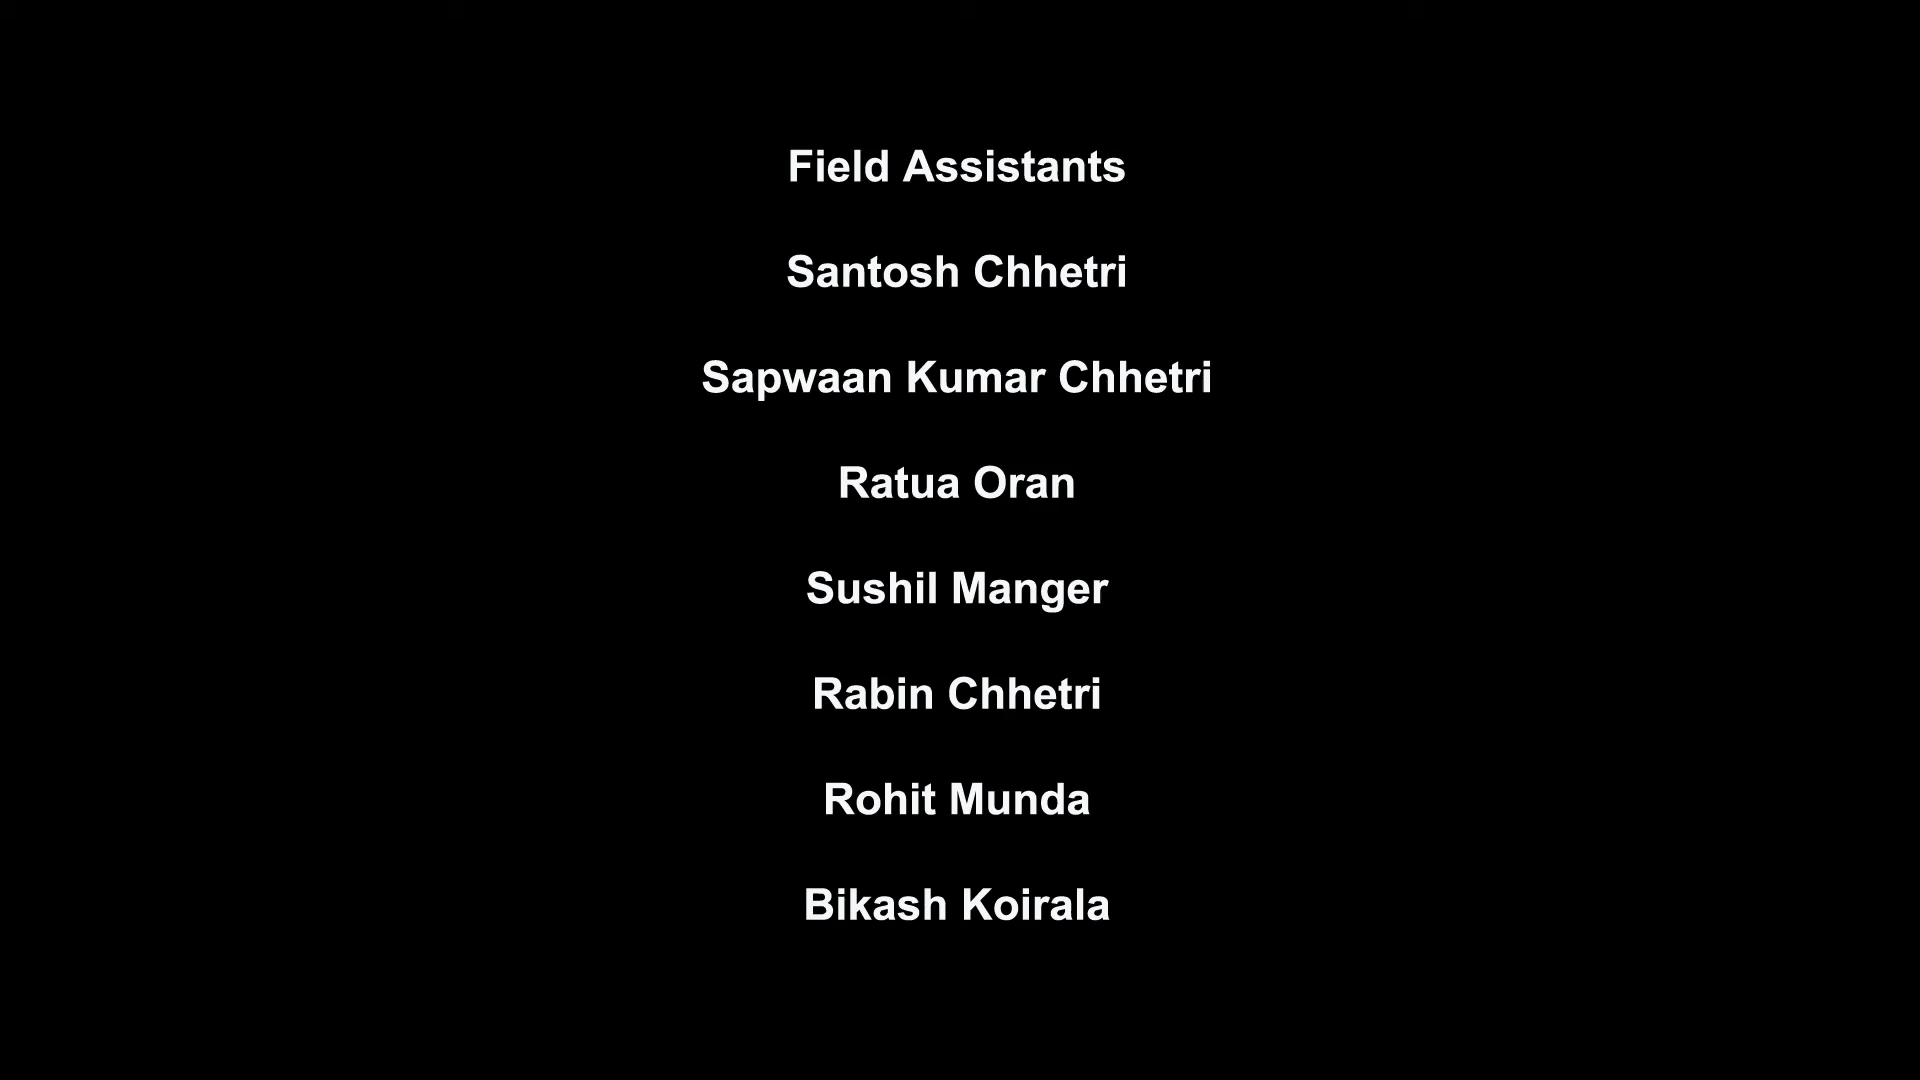 Field Assistants
Santosh Chhetri
Sapwaan Kumar Chhetri
Ratua Oran
Sushil Manger
Rabin Chhetri
Rohit Munda
Bikash Koirala